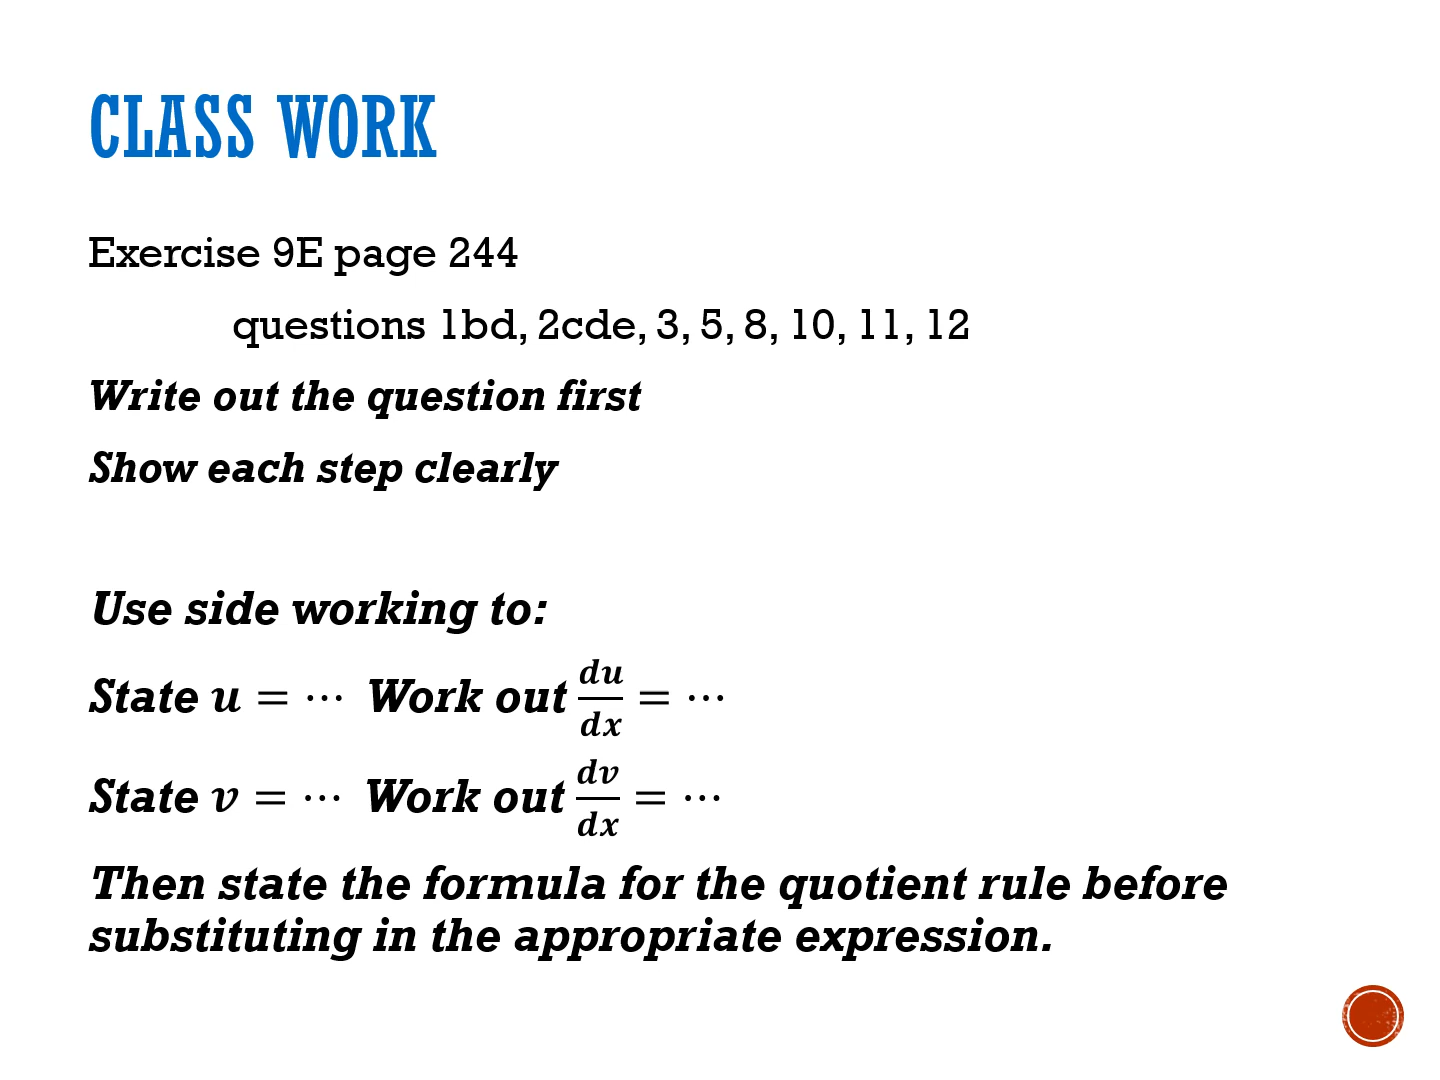 CLASS WORK
Exercise 9E page 244
questions 1bd, 2cde, 3, 5, 8, 10, 11, 12
Write out the question first
Show each step clearly
Use side working to:
State u = ⋯ Work out du/dx = ⋯
State v = ⋯ Work out dv/dx = ⋯
Then state the formula for the quotient rule before
substituting in the appropriate expression.